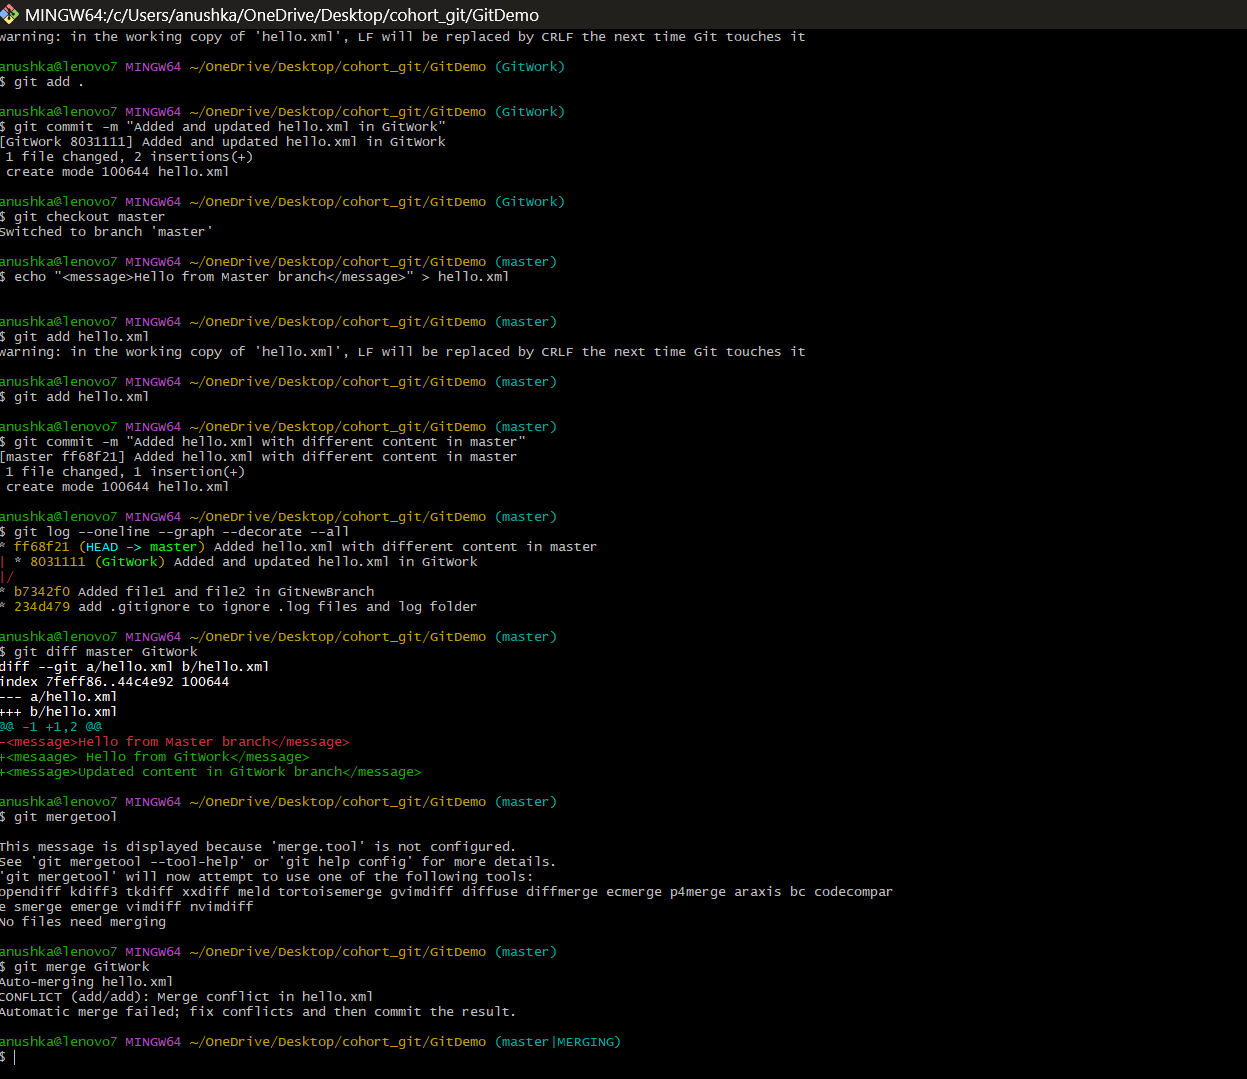 MINGW64:/c/Users/anushka/OneDrive/Desktop/cohort_git/GitDemo
warning: in the working copy of 'hello.xml', LF will be replaced by CRLF the next time Git touches it
anushka@lenovo7 MINGW64 ~/OneDrive/Desktop/cohort_git/GitDemo (GitWork)
$ git add .
anushka@lenovo7 MINGW64 ~/OneDrive/Desktop/cohort_git/GitDemo (GitWork)
$ git commit -m "Added and updated hello.xml in GitWork"
[GitWork 8031111] Added and updated hello.xml in GitWork
1 file changed, 2 insertions(+)
create mode 100644 hello.xml
anushka@lenovo7 MINGW64 ~/OneDrive/Desktop/cohort_git/GitDemo (GitWork)
$ git checkout master
Switched to branch 'master'
anushka@lenovo7 MINGW64 ~/OneDrive/Desktop/cohort_git/GitDemo (master)
$ echo "<message>Hello from Master branch</message>" > hello.xml
anushka@lenovo7 MINGW64 ~/OneDrive/Desktop/cohort_git/GitDemo (master)
$ git add hello.xml
warning: in the working copy of 'hello.xml', LF will be replaced by CRLF the next time Git touches it
anushka@lenovo7 MINGW64 ~/OneDrive/Desktop/cohort_git/GitDemo (master)
$ git add hello.xml
anushka@lenovo7 MINGW64 ~/OneDrive/Desktop/cohort_git/GitDemo (master)
$ git commit -m "Added hello.xml with different content in master"
[master ff68f21] Added hello.xml with different content in master
1 file changed, 1 insertion(+)
create mode 100644 hello.xml
anushka@lenovo7 MINGW64 ~/OneDrive/Desktop/cohort_git/GitDemo (master)
$ git log --oneline --graph --decorate --all
* ff68f21 (HEAD -> master) Added hello.xml with different content in master
| * 8031111 (GitWork) Added and updated hello.xml in GitWork
|/
* b7342f0 Added file1 and file2 in GitNewBranch
* 234d479 add .gitignore to ignore .log files and log folder
anushka@lenovo7 MINGW64 ~/OneDrive/Desktop/cohort_git/GitDemo (master)
$ git diff master GitWork
diff --git a/hello.xml b/hello.xml
index 7feff86..44c4e92 100644
--- a/hello.xml
+++ b/hello.xml
@@ -1 +1,2 @@
-<message>Hello from Master branch</message>
+<mesaage> Hello from GitWork</message>
+<message>Updated content in GitWork branch</message>
anushka@lenovo7 MINGW64 ~/OneDrive/Desktop/cohort_git/GitDemo (master)
$ git mergetool
This message is displayed because 'merge.tool' is not configured.
See 'git mergetool --tool-help' or 'git help config' for more details.
'git mergetool' will now attempt to use one of the following tools:
opendiff kdiff3 tkdiff xxdiff meld tortoisemerge gvimdiff diffuse diffmerge ecmerge p4merge araxis bc codecompar
e smerge emerge vimdiff nvimdiff
No files need merging
anushka@lenovo7 MINGW64 ~/OneDrive/Desktop/cohort_git/GitDemo (master)
$ git merge GitWork
Auto-merging hello.xml
CONFLICT (add/add): Merge conflict in hello.xml
Automatic merge failed; fix conflicts and then commit the result.
anushka@lenovo7 MINGW64 ~/OneDrive/Desktop/cohort_git/GitDemo (master|MERGING)
$